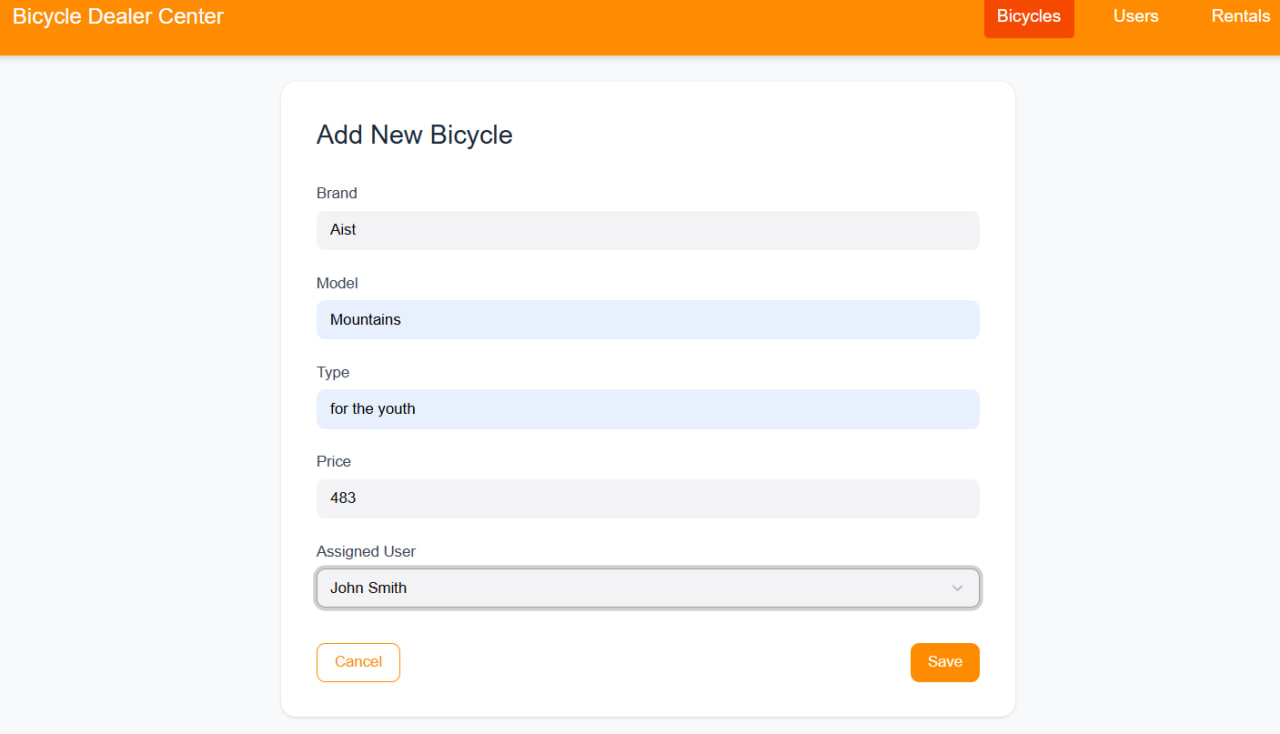 Bicycle Dealer Center
Bicycles
Users
Rentals
Add New Bicycle
Brand
Aist
Model
Mountains
Type
for the youth
Price
483
Assigned User
John Smith
Cancel
Save